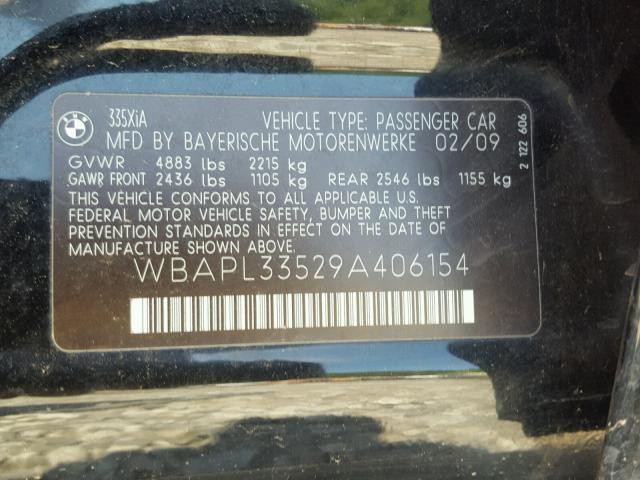 335XiA VEHICLE TYPE: PASSENGER CAR
MFD BY BAYERISCHE MOTORENWERKE 02/09
GVWR 4883 lbs 2215 kg
GAWR FRONT 2436 lbs 1105 kg REAR 2546 lbs 1155 kg
THIS VEHICLE CONFORMS TO ALL APPLICABLE U.S.
FEDERAL MOTOR VEHICLE SAFETY, BUMPER AND THEFT
PREVENTION STANDARDS IN EFFECT ON THE DATE OF
MANUFACTURE SHOWN ABOVE.
WBAPL33529A406154
2 122 606
BMW